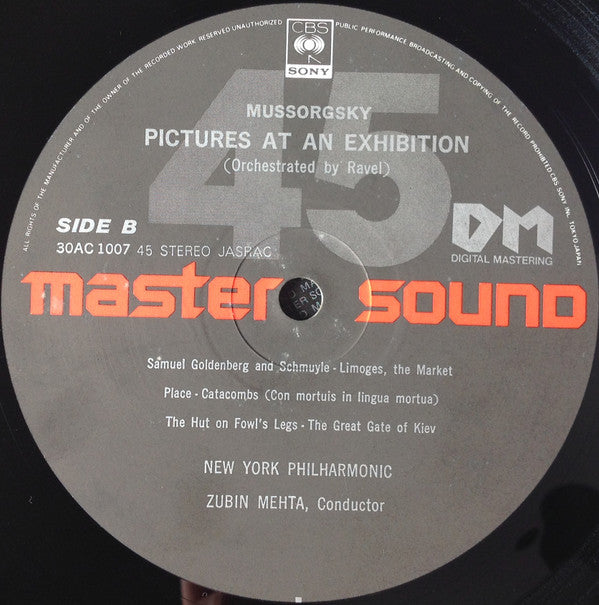 ALL RIGHTS OF THE MANUFACTURER AND OF THE OWNER OF THE RECORDED WORK RESERVED UNAUTHORIZED PUBLIC PERFORMANCE BROADCASTING AND COPYING OF THE RECORD PROHIBITED CBS SONY INC. TOKYO JAPAN
CBS
SONY
45
MUSSORGSKY
PICTURES AT AN EXHIBITION
(Orchestrated by Ravel)
SIDE B
30AC 1007 45 STEREO JASRAC
DM
DIGITAL MASTERING
master sound
Samuel Goldenberg and Schmuyle - Limoges, the Market
Place - Catacombs (Con mortuis in lingua mortua)
The Hut on Fowl's Legs - The Great Gate of Kiev
NEW YORK PHILHARMONIC
ZUBIN MEHTA, Conductor